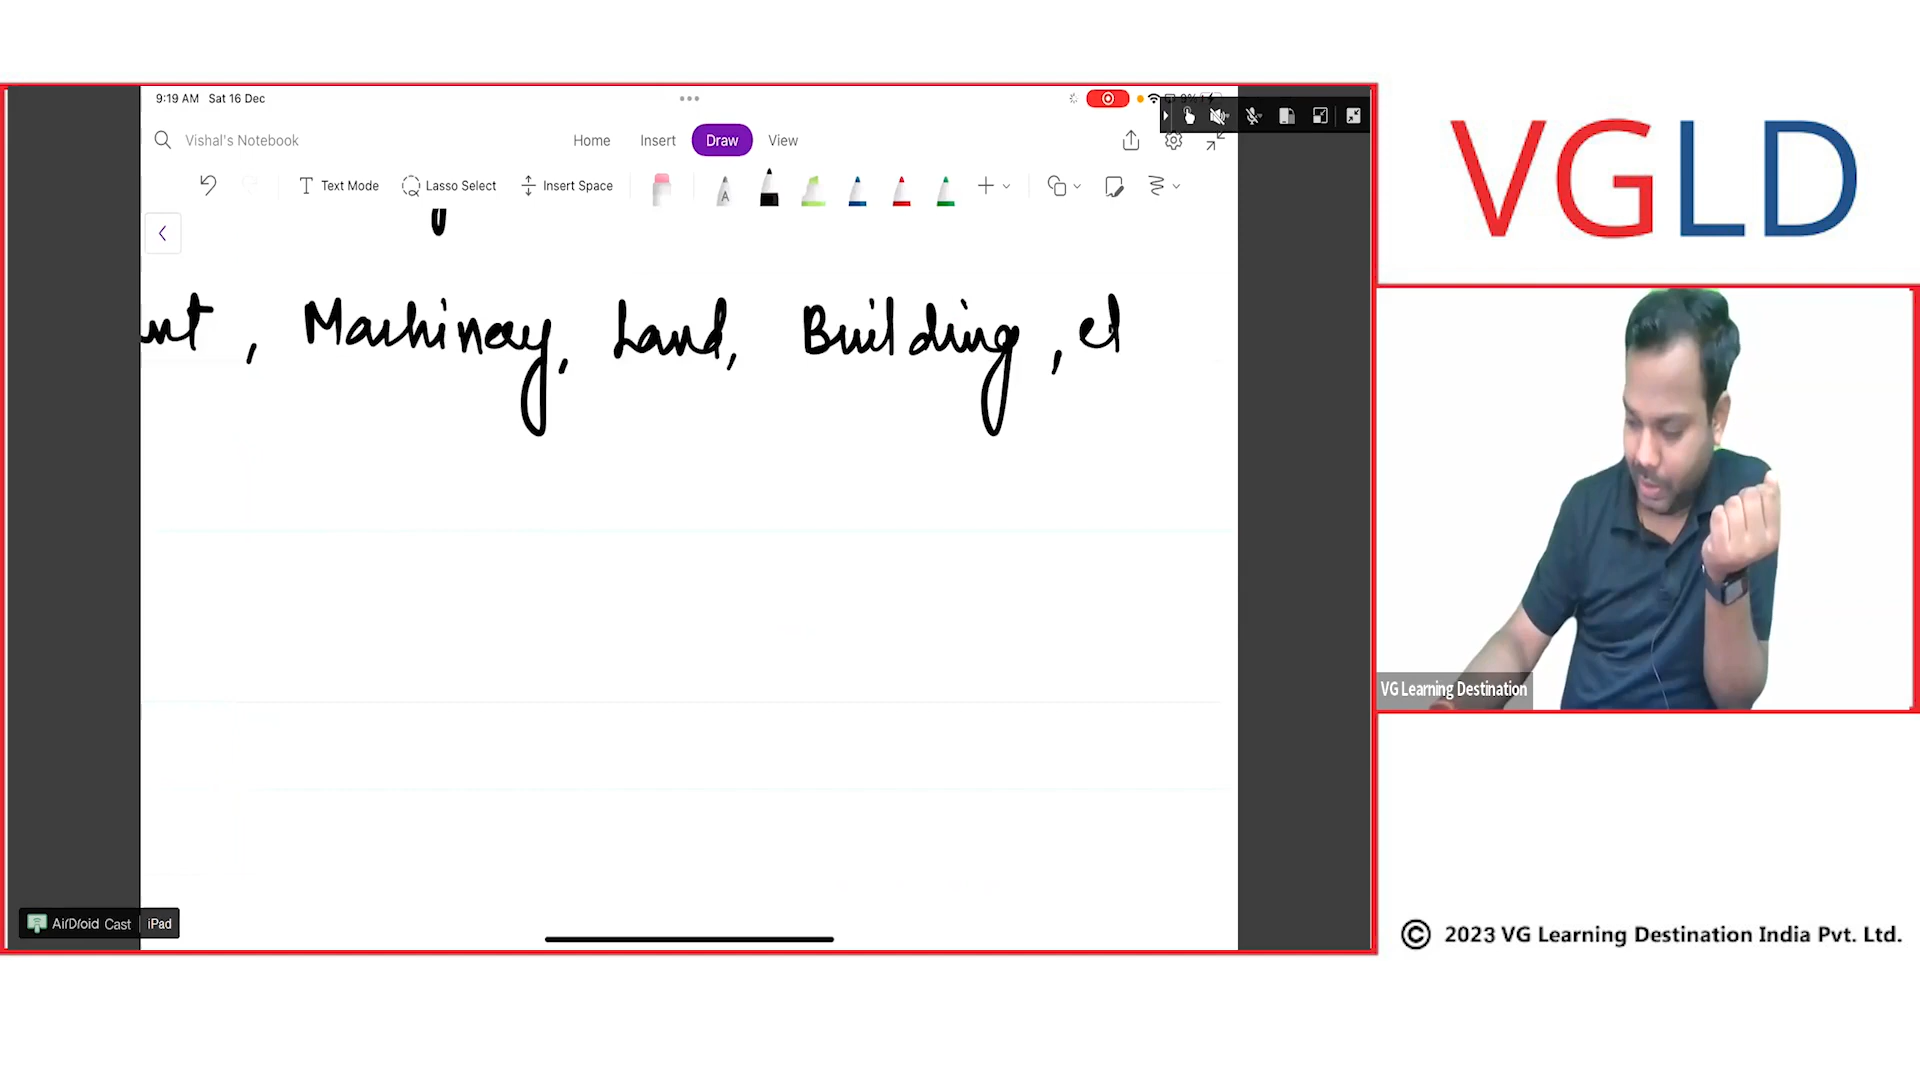 9:19 AM Sat 16 Dec
Vishal's Notebook
Home Insert Draw View
Text Mode Lasso Select Insert Space
A
, Machinery, Land, Building, et
AirDroid Cast iPad
VGLD
VG Learning Destination
© 2023 VG Learning Destination India Pvt. Ltd.